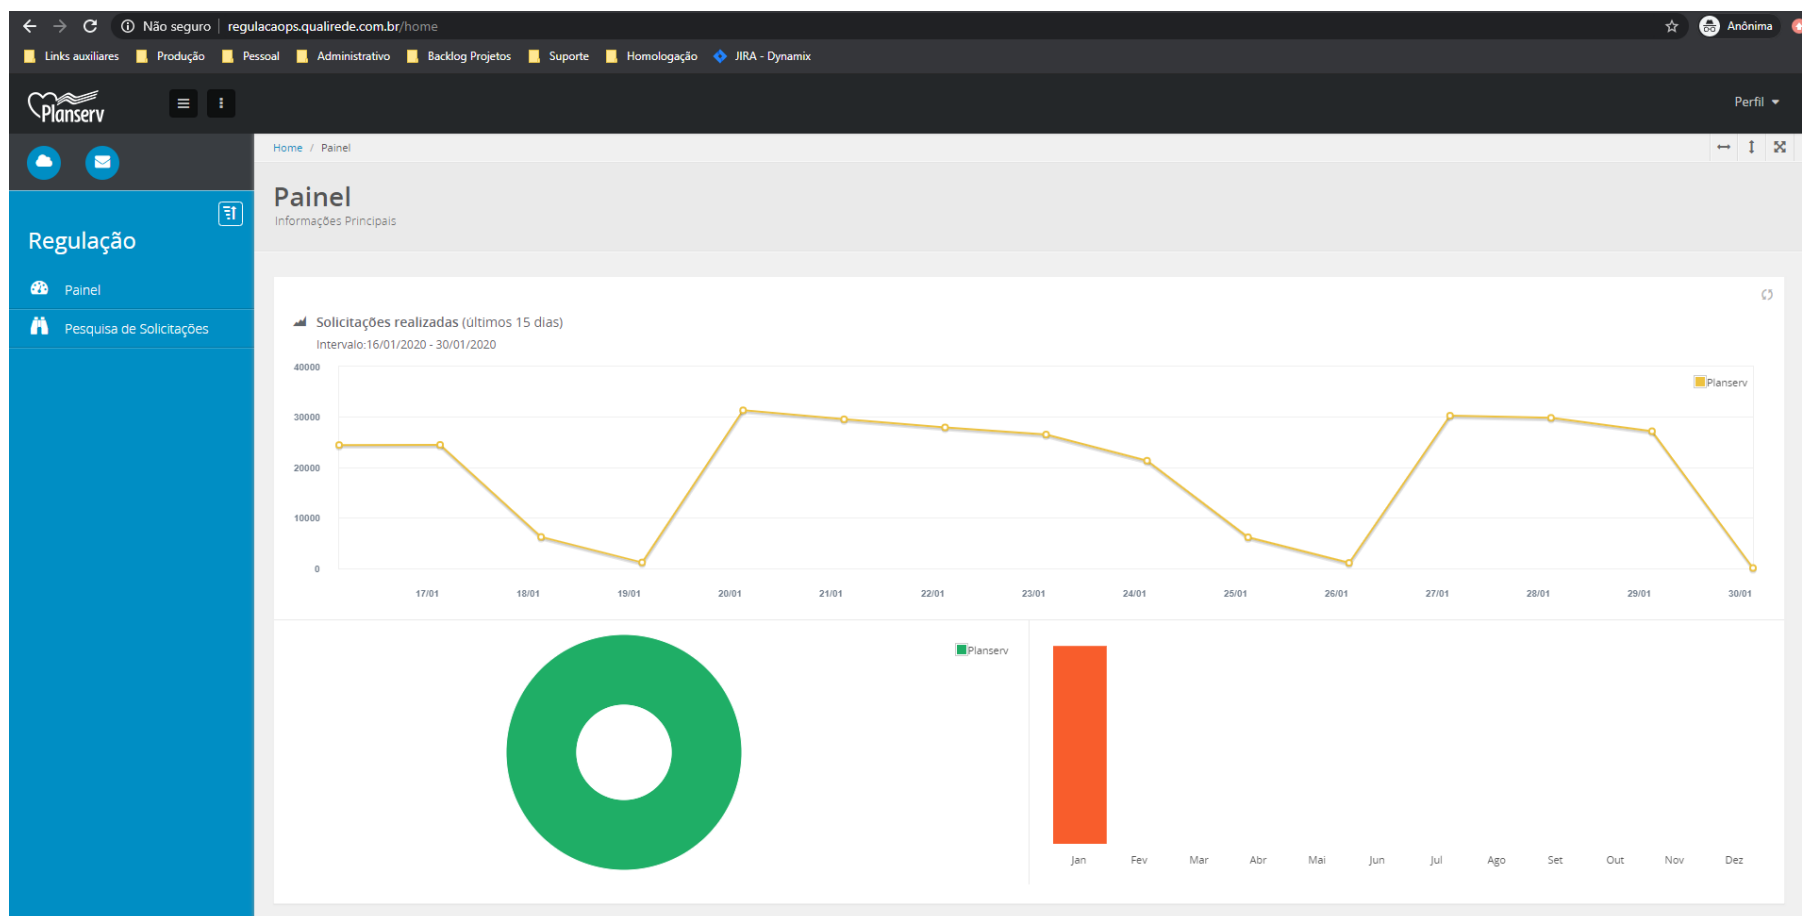 Não seguro | regulacaops.qualirede.com.br/home
Anônima
Links auxiliares Produção Pessoal Administrativo Backlog Projetos Suporte Homologação JIRA - Dynamix
Planserv
Perfil
Home / Painel
Painel
Informações Principais
Regulação
Painel
Pesquisa de Solicitações
Solicitações realizadas (últimos 15 dias)
Intervalo:16/01/2020 - 30/01/2020
40000
Planserv
30000
20000
10000
0
17/01 18/01 19/01 20/01 21/01 22/01 23/01 24/01 25/01 26/01 27/01 28/01 29/01 30/01
Planserv
Jan Fev Mar Abr Mai Jun Jul Ago Set Out Nov Dez